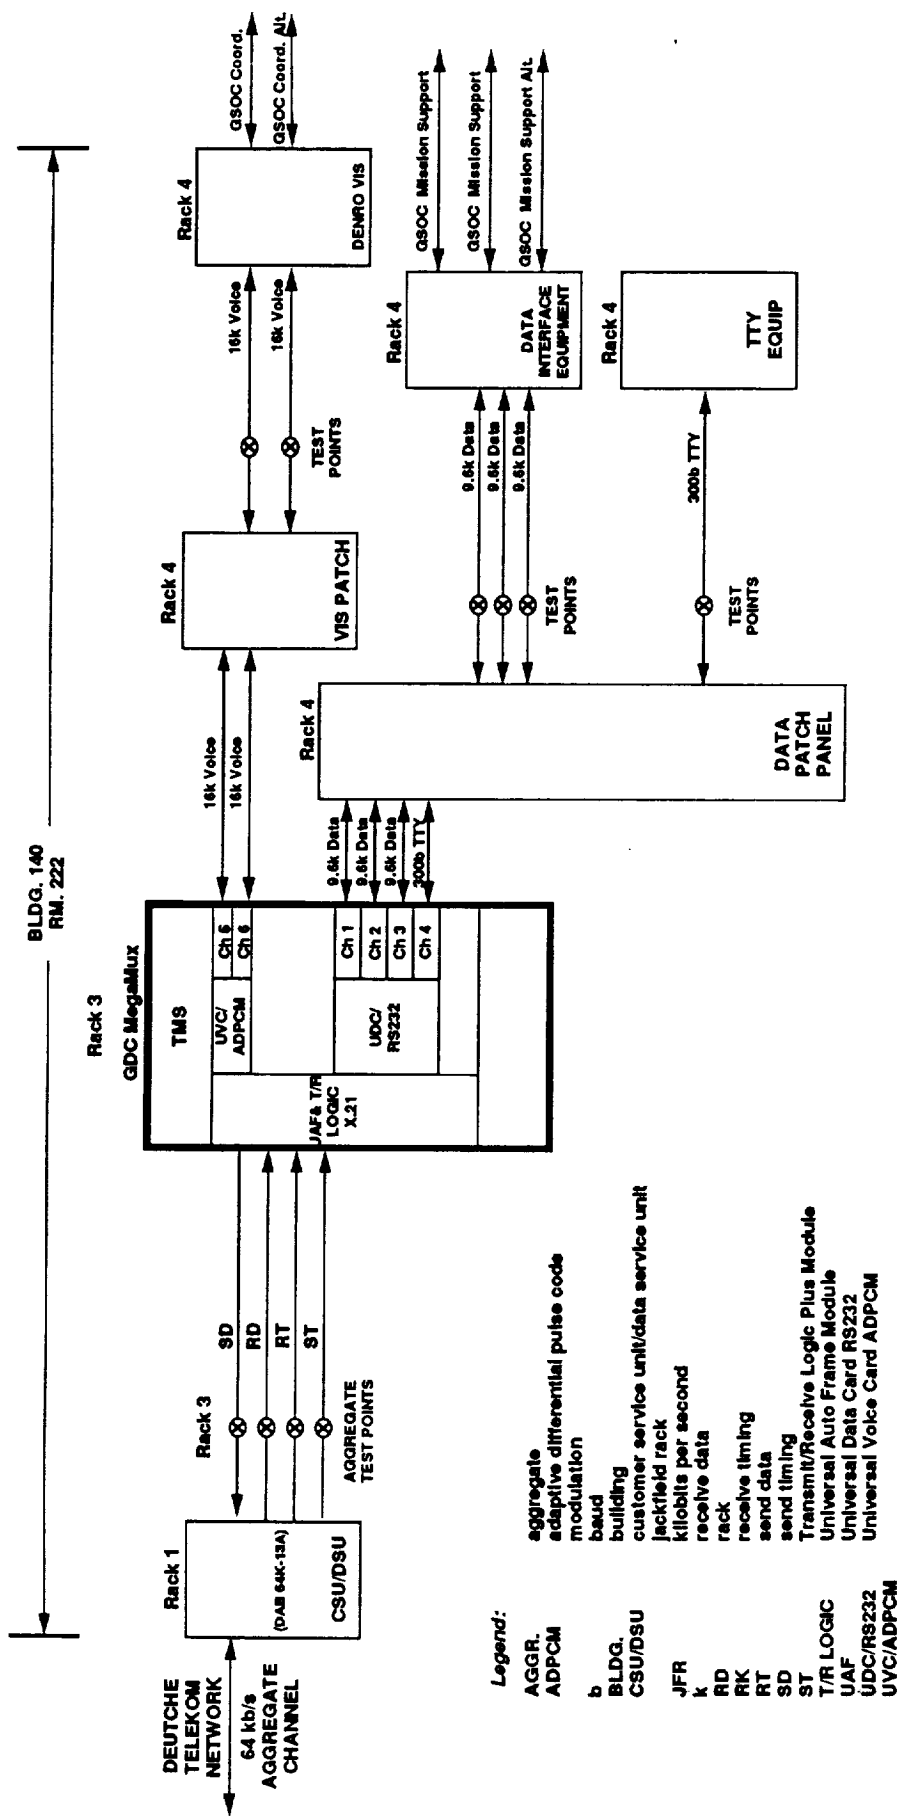 BLDG. 140
RM. 222
DEUTCHE
TELEKOM
NETWORK
64 kb/s
AGGREGATE
CHANNEL
Rack 1
(DAB 64K-13A)
CSU/DSU
Rack 3
SD
RD
RT
ST
AGGREGATE
TEST POINTS
Rack 3
GDC MegaMux
TMS
UVC/
ADPCM
Ch 5
Ch 6
UAF& T/R
LOGIC
X.21
UDC/
RS232
Ch 1
Ch 2
Ch 3
Ch 4
16k Voice
16k Voice
9.6k Data
9.6k Data
9.6k Data
300b TTY
Rack 4
VIS PATCH
Rack 4
DATA
PATCH
PANEL
TEST
POINTS
16k Voice
16k Voice
Rack 4
DENRO VIS
GSOC Coord.
GSOC Coord. Alt.
TEST
POINTS
9.6k Data
9.6k Data
9.6k Data
Rack 4
DATA
INTERFACE
EQUIPMENT
GSOC Mission Support
GSOC Mission Support
GSOC Mission Support Alt.
TEST
POINTS
300b TTY
Rack 4
TTY
EQUIP
Legend:
AGGR. aggregate
ADPCM adaptive differential pulse code
modulation
b baud
BLDG. building
CSU/DSU customer service unit/data service unit
JFR jackfield rack
k kilobits per second
RD receive data
RK rack
RT receive timing
SD send data
ST send timing
T/R LOGIC Transmit/Receive Logic Plus Module
UAF Universal Auto Frame Module
UDC/RS232 Universal Data Card RS232
UVC/ADPCM Universal Voice Card ADPCM